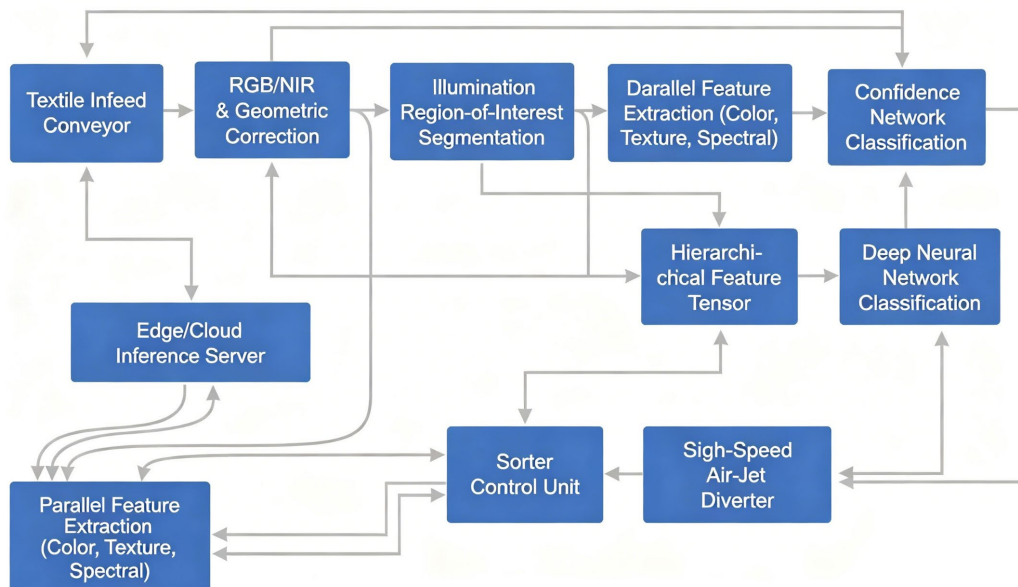 Textile Infeed
Conveyor
RGB/NIR
& Geometric
Correction
Illumination
Region-of-Interest
Segmentation
Darallel Feature
Extraction (Color,
Texture, Spectral)
Confidence
Network
Classification
Hierarchi-
chical Feature
Tensor
Deep Neural
Network
Classification
Edge/Cloud
Inference Server
Sorter
Control Unit
Sigh-Speed
Air-Jet
Diverter
Parallel Feature
Extraction
(Color, Texture,
Spectral)